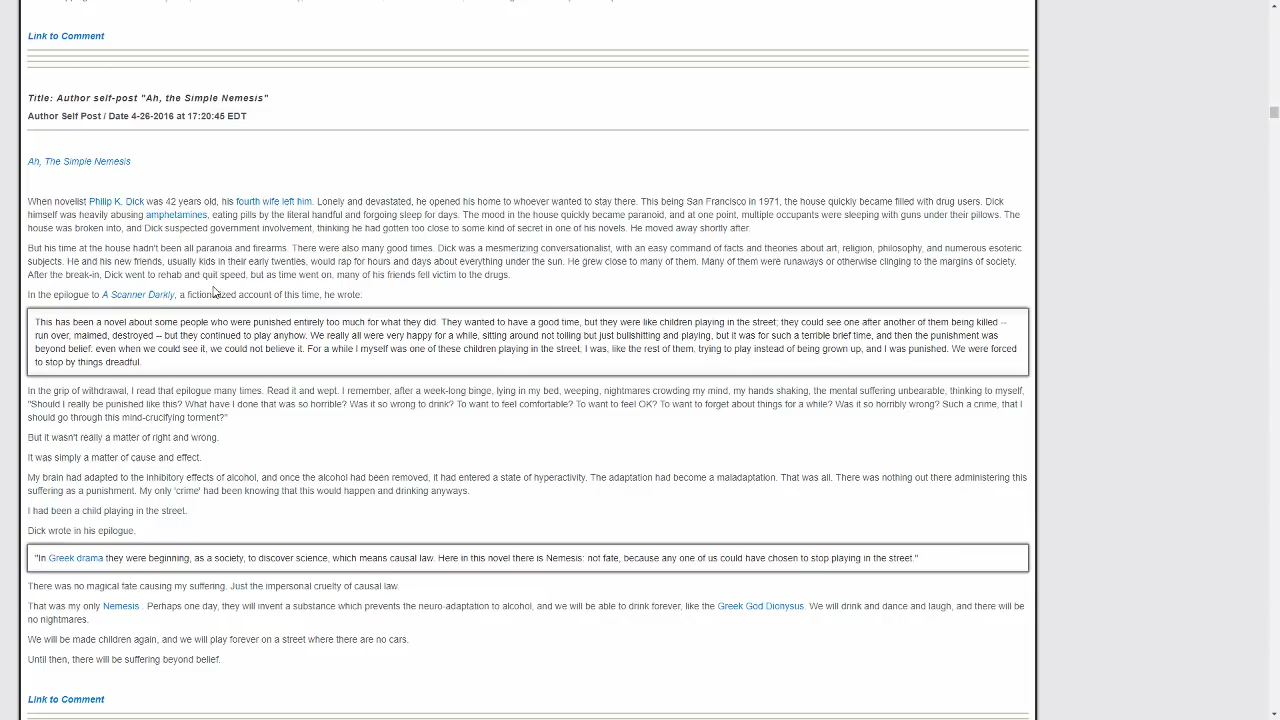 Link to Comment
Title: Author self-post "Ah, the Simple Nemesis"
Author Self Post / Date 4-26-2016 at 17:20:45 EDT
Ah, The Simple Nemesis
When novelist Philip K. Dick was 42 years old, his fourth wife left him. Lonely and devastated, he opened his home to whoever wanted to stay there. This being San Francisco in 1971, the house quickly became filled with drug users. Dick
himself was heavily abusing amphetamines, eating pills by the literal handful and forgoing sleep for days. The mood in the house quickly became paranoid, and at one point, multiple occupants were sleeping with guns under their pillows. The
house was broken into, and Dick suspected government involvement, thinking he had gotten too close to some kind of secret in one of his novels. He moved away shortly after.
But his time at the house hadn't been all paranoia and firearms. There were also many good times. Dick was a mesmerizing conversationalist, with an easy command of facts and theories about art, religion, philosophy, and numerous esoteric
subjects. He and his new friends, usually kids in their early twenties, would rap for hours and days about everything under the sun. He grew close to many of them. Many of them were runaways or otherwise clinging to the margins of society.
After the break-in, Dick went to rehab and quit speed, but as time went on, many of his friends fell victim to the drugs.
In the epilogue to A Scanner Darkly, a fictionalized account of this time, he wrote:
This has been a novel about some people who were punished entirely too much for what they did. They wanted to have a good time, but they were like children playing in the street; they could see one after another of them being killed --
run over, maimed, destroyed -- but they continued to play anyhow. We really all were very happy for a while, sitting around not toiling but just bullshitting and playing, but it was for such a terrible brief time, and then the punishment was
beyond belief: even when we could see it, we could not believe it. For a while I myself was one of these children playing in the street; I was, like the rest of them, trying to play instead of being grown up, and I was punished. We were forced
to stop by things dreadful.
In the grip of withdrawal, I read that epilogue many times. Read it and wept. I remember, after a week-long binge, lying in my bed, weeping, nightmares crowding my mind, my hands shaking, the mental suffering unbearable, thinking to myself,
"Should I really be punished like this? What have I done that was so horrible? Was it so wrong to drink? To want to feel comfortable? To want to feel OK? To want to forget about things for a while? Was it so horribly wrong? Such a crime, that I
should go through this mind-crucifying torment?"
But it wasn't really a matter of right and wrong.
It was simply a matter of cause and effect.
My brain had adapted to the inhibitory effects of alcohol, and once the alcohol had been removed, it had entered a state of hyperactivity. The adaptation had become a maladaptation. That was all. There was nothing out there administering this
suffering as a punishment. My only 'crime' had been knowing that this would happen and drinking anyways.
I had been a child playing in the street.
Dick wrote in his epilogue,
"In Greek drama they were beginning, as a society, to discover science, which means causal law. Here in this novel there is Nemesis: not fate, because any one of us could have chosen to stop playing in the street."
There was no magical fate causing my suffering. Just the impersonal cruelty of causal law.
That was my only Nemesis . Perhaps one day, they will invent a substance which prevents the neuro-adaptation to alcohol, and we will be able to drink forever, like the Greek God Dionysus. We will drink and dance and laugh, and there will be
no nightmares.
We will be made children again, and we will play forever on a street where there are no cars.
Until then, there will be suffering beyond belief.
Link to Comment